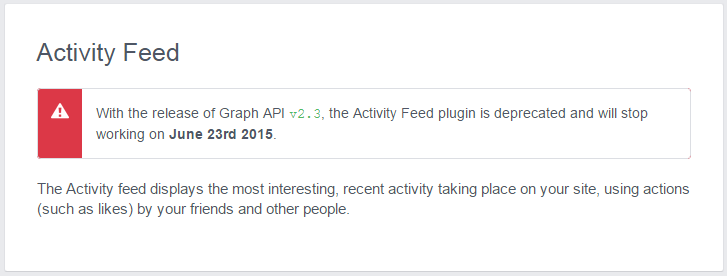 Activity Feed
With the release of Graph API v2.3, the Activity Feed plugin is deprecated and will stop
working on June 23rd 2015.
The Activity feed displays the most interesting, recent activity taking place on your site, using actions
(such as likes) by your friends and other people.